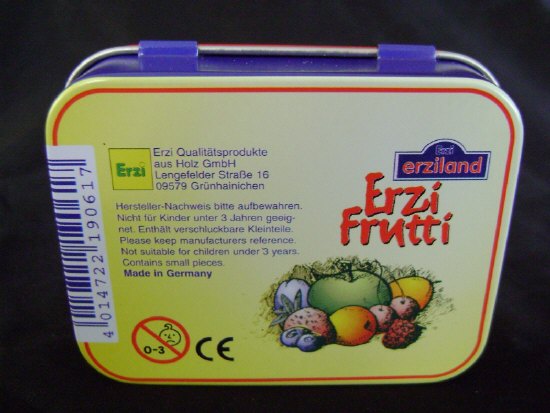 Erzi
Erzi Qualitätsprodukte
aus Holz GmbH
Lengefelder Straße 16
09579 Grünhainichen
Hersteller-Nachweis bitte aufbewahren.
Nicht für Kinder unter 3 Jahren geeig-
net. Enthält verschluckbare Kleinteile.
Please keep manufacturers reference.
Not suitable for children under 3 years.
Contains small pieces.
Made in Germany
0-3
CE
Erzi
erziland
Erzi
Frutti
4 014722 190617